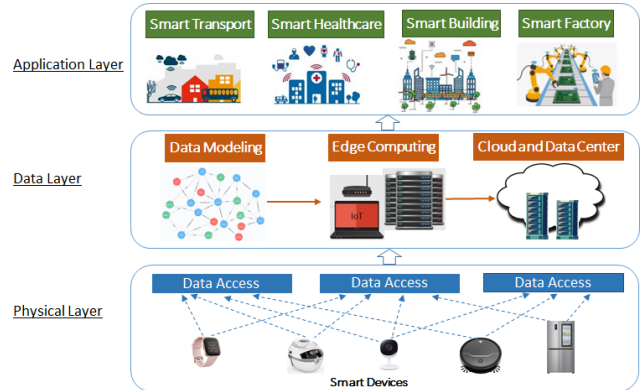 Smart Transport
Smart Healthcare
Smart Building
Smart Factory
Application Layer
Data Modeling
Edge Computing
Cloud and Data Center
Data Layer
IoT
Data Access
Data Access
Data Access
Physical Layer
Smart Devices